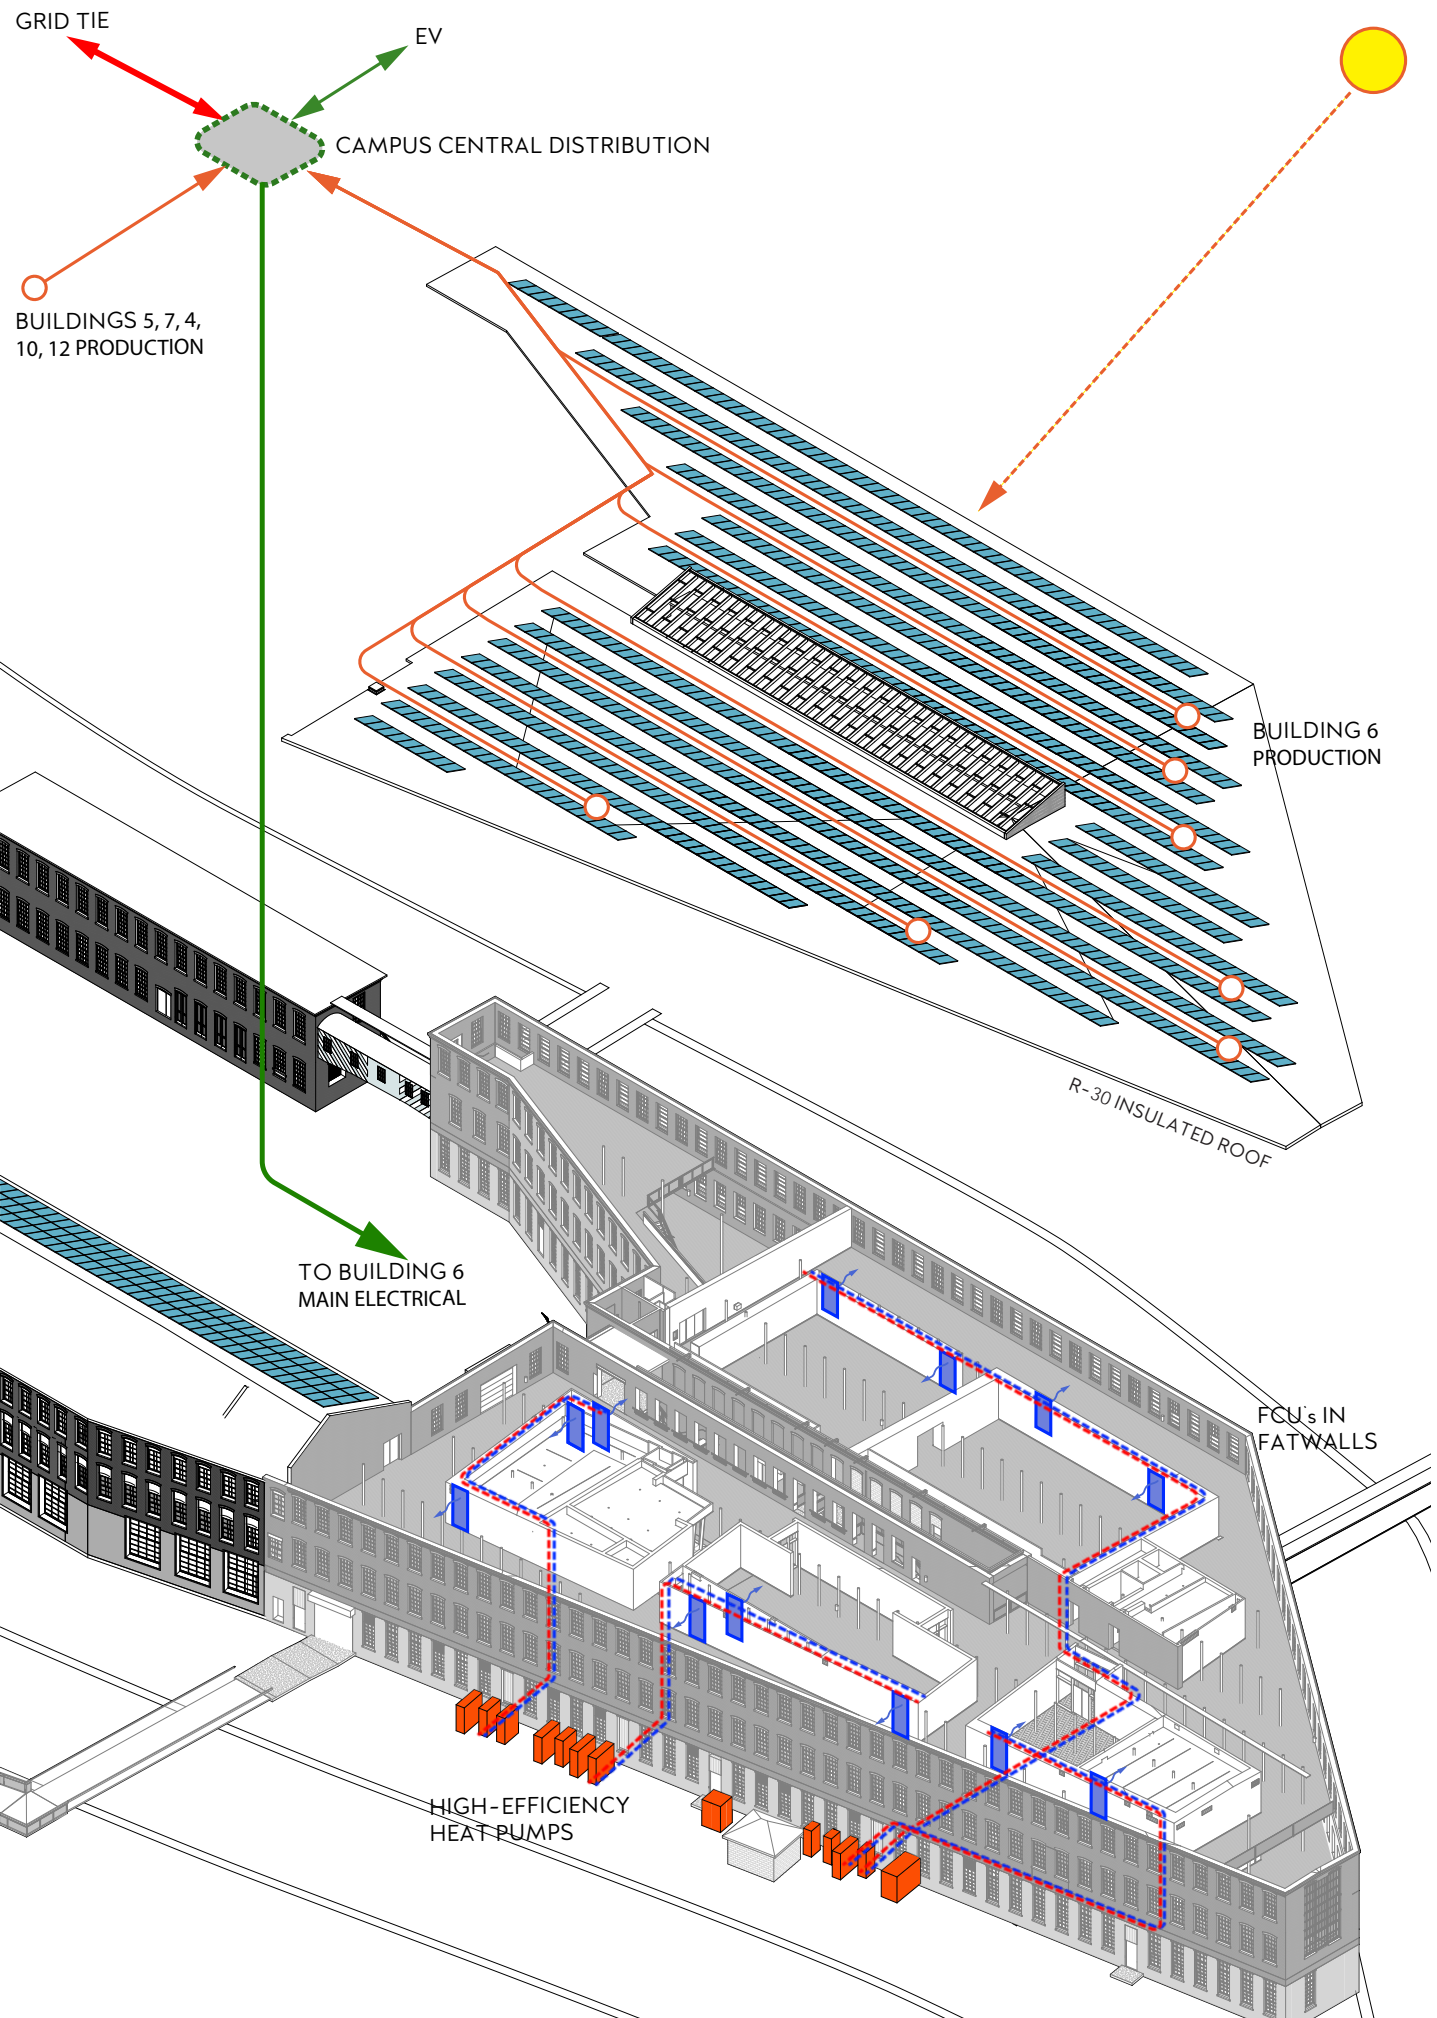 GRID TIE
EV
CAMPUS CENTRAL DISTRIBUTION
BUILDINGS 5, 7, 4,
10, 12 PRODUCTION
BUILDING 6
PRODUCTION
R-30 INSULATED ROOF
TO BUILDING 6
MAIN ELECTRICAL
FCU's IN
FATWALLS
HIGH-EFFICIENCY
HEAT PUMPS